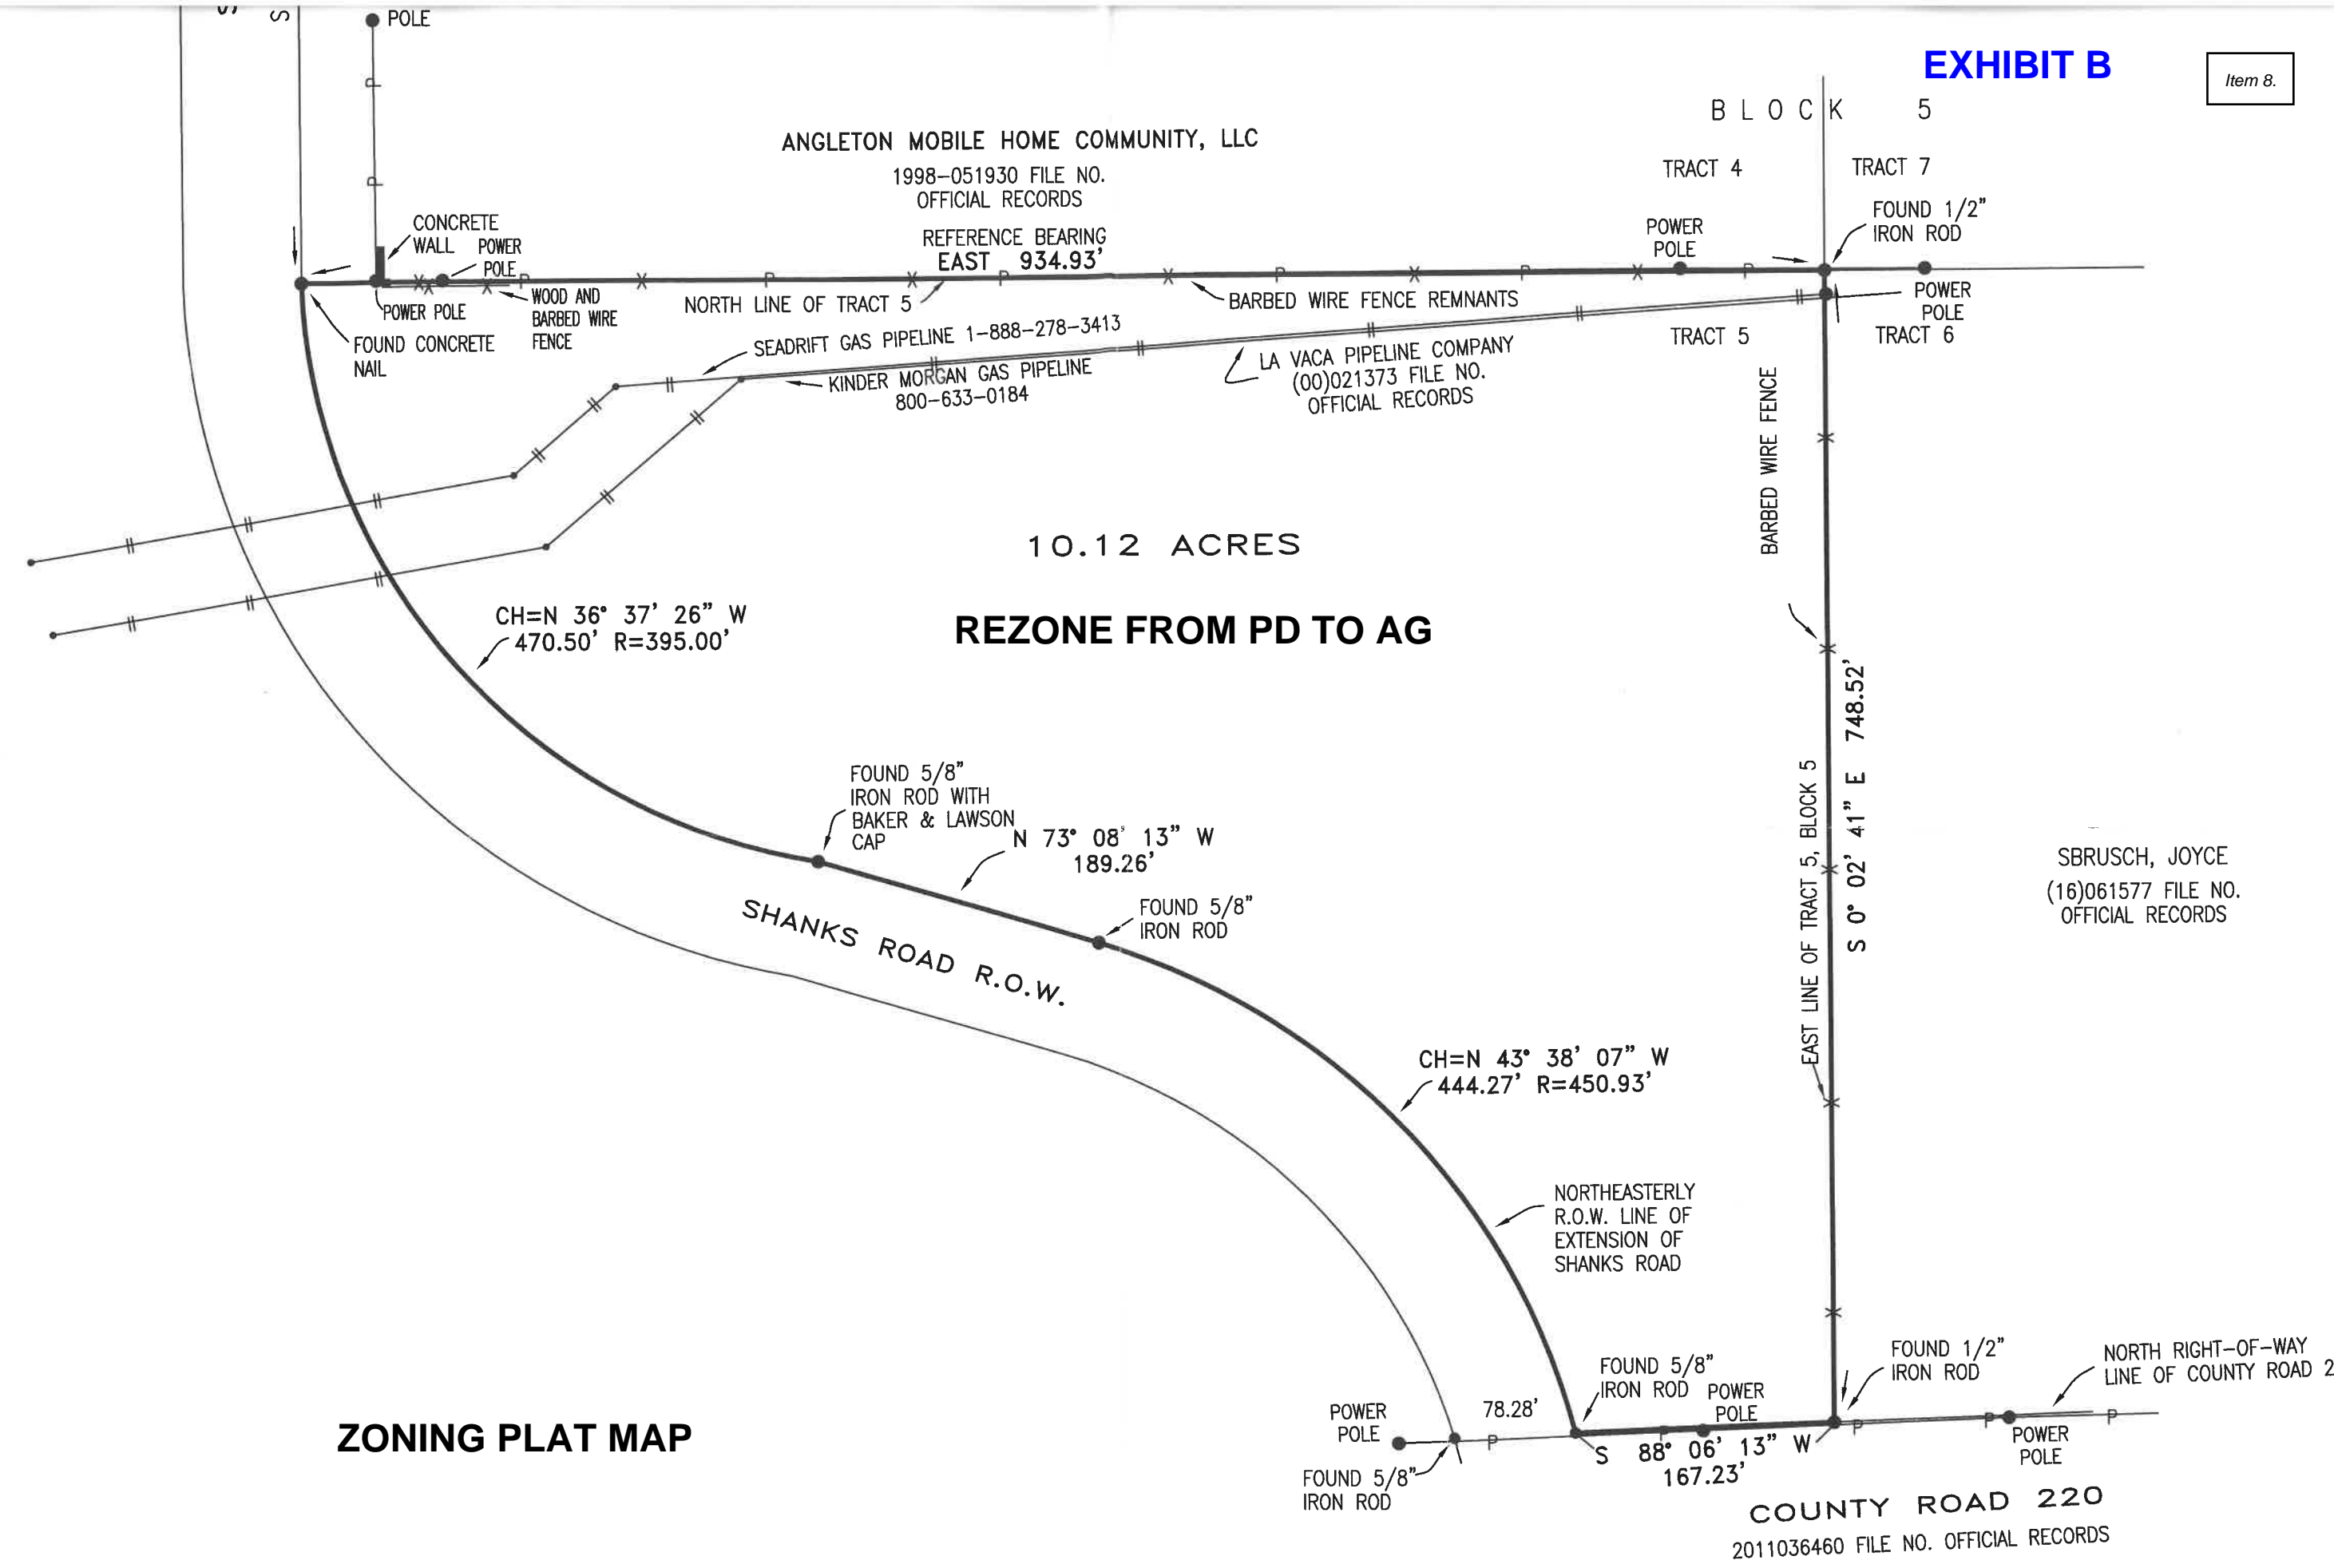 S
S
POLE
EXHIBIT B
Item 8.
BLOCK 5
ANGLETON MOBILE HOME COMMUNITY, LLC
1998-051930 FILE NO.
OFFICIAL RECORDS
TRACT 4
TRACT 7
P
P
CONCRETE
WALL
POWER
POLE
REFERENCE BEARING
EAST 934.93'
POWER
POLE
FOUND 1/2"
IRON ROD
P
P
P
P
P
POWER POLE
WOOD AND
BARBED WIRE
FENCE
NORTH LINE OF TRACT 5
BARBED WIRE FENCE REMNANTS
POWER
POLE
FOUND CONCRETE
NAIL
SEADRIFT GAS PIPELINE 1-888-278-3413
KINDER MORGAN GAS PIPELINE
800-633-0184
LA VACA PIPELINE COMPANY
(00)021373 FILE NO.
OFFICIAL RECORDS
TRACT 5
TRACT 6
BARBED WIRE FENCE
10.12 ACRES
REZONE FROM PD TO AG
CH=N 36° 37' 26" W
470.50' R=395.00'
S 0° 02' 41" E 748.52'
EAST LINE OF TRACT 5, BLOCK 5
FOUND 5/8"
IRON ROD WITH
BAKER & LAWSON
CAP
N 73° 08' 13" W
189.26'
SBRUSCH, JOYCE
(16)061577 FILE NO.
OFFICIAL RECORDS
SHANKS ROAD R.O.W.
FOUND 5/8"
IRON ROD
CH=N 43° 38' 07" W
444.27' R=450.93'
NORTHEASTERLY
R.O.W. LINE OF
EXTENSION OF
SHANKS ROAD
FOUND 5/8"
IRON ROD
POWER
POLE
FOUND 1/2"
IRON ROD
NORTH RIGHT-OF-WAY
LINE OF COUNTY ROAD 2
ZONING PLAT MAP
POWER
POLE
78.28'
P
P
P
P
P
FOUND 5/8"
IRON ROD
S 88° 06' 13" W
167.23'
POWER
POLE
COUNTY ROAD 220
2011036460 FILE NO. OFFICIAL RECORDS